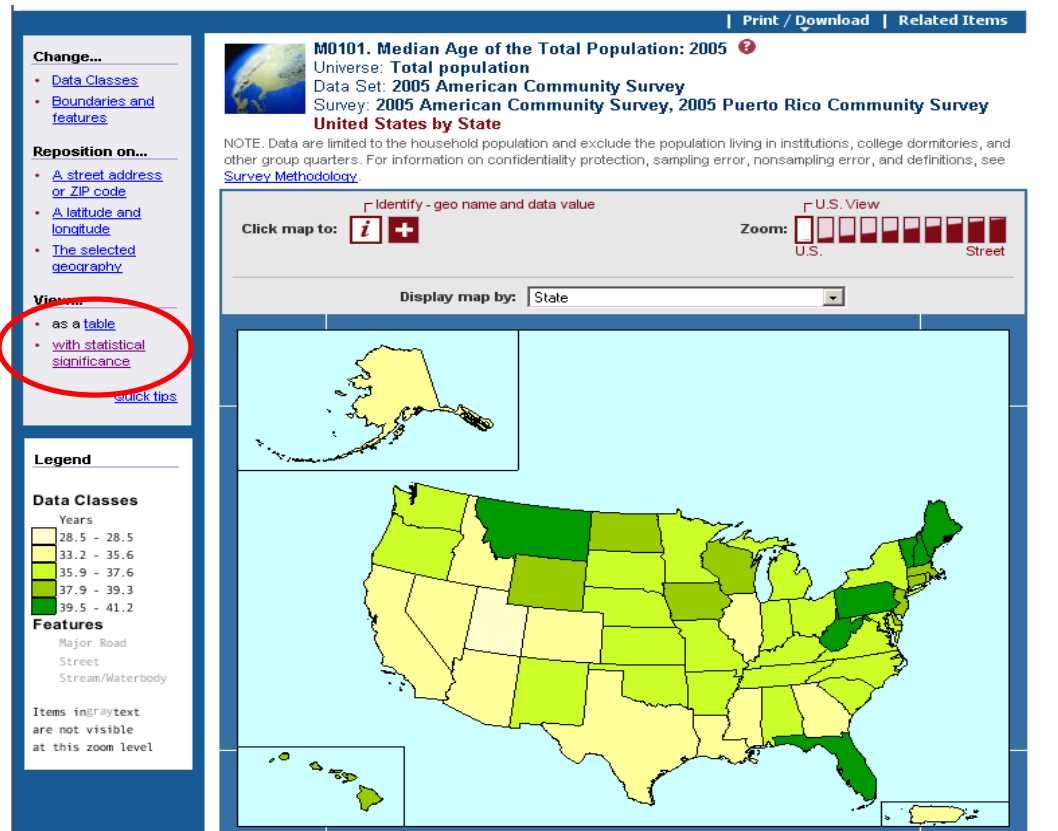 | Print / Download | Related Items
Change...
• Data Classes
• Boundaries and
features
Reposition on...
• A street address
or ZIP code
• A latitude and
longitude
• The selected
geography
View...
• as a table
• with statistical
significance
Quick tips
Legend
Data Classes
Years
28.5 - 28.5
33.2 - 35.6
35.9 - 37.6
37.9 - 39.3
39.5 - 41.2
Features
Major Road
Street
Stream/Waterbody
Items ingraytext
are not visible
at this zoom level
M0101. Median Age of the Total Population: 2005 ?
Universe: Total population
Data Set: 2005 American Community Survey
Survey: 2005 American Community Survey, 2005 Puerto Rico Community Survey
United States by State
NOTE. Data are limited to the household population and exclude the population living in institutions, college dormitories, and
other group quarters. For information on confidentiality protection, sampling error, nonsampling error, and definitions, see
Survey Methodology.
Identify - geo name and data value
U.S. View
Click map to: i +
Zoom:
U.S. Street
Display map by: State